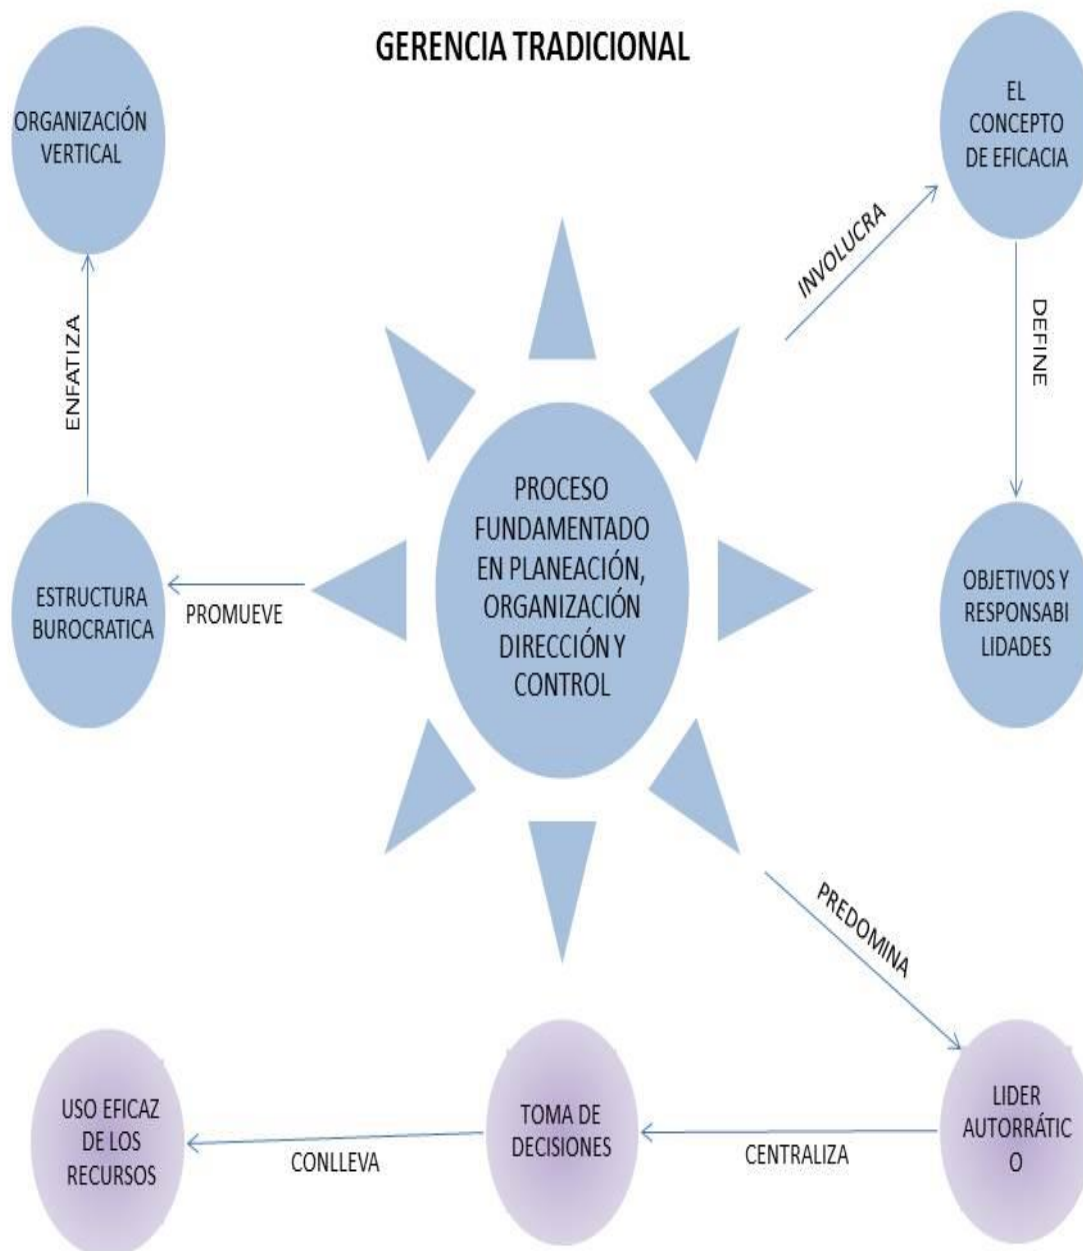 GERENCIA TRADICIONAL
ORGANIZACIÓN
VERTICAL
EL
CONCEPTO
DE EFICACIA
INVOLUCRA
ENFATIZA
DEFINE
PROCESO
FUNDAMENTADO
EN PLANEACIÓN,
ORGANIZACIÓN
DIRECCIÓN Y
CONTROL
ESTRUCTURA
BUROCRATICA
PROMUEVE
OBJETIVOS Y
RESPONSABI
LIDADES
PREDOMINA
USO EFICAZ
DE LOS
RECURSOS
CONLLEVA
TOMA DE
DECISIONES
CENTRALIZA
LIDER
AUTORRÁTIC
O